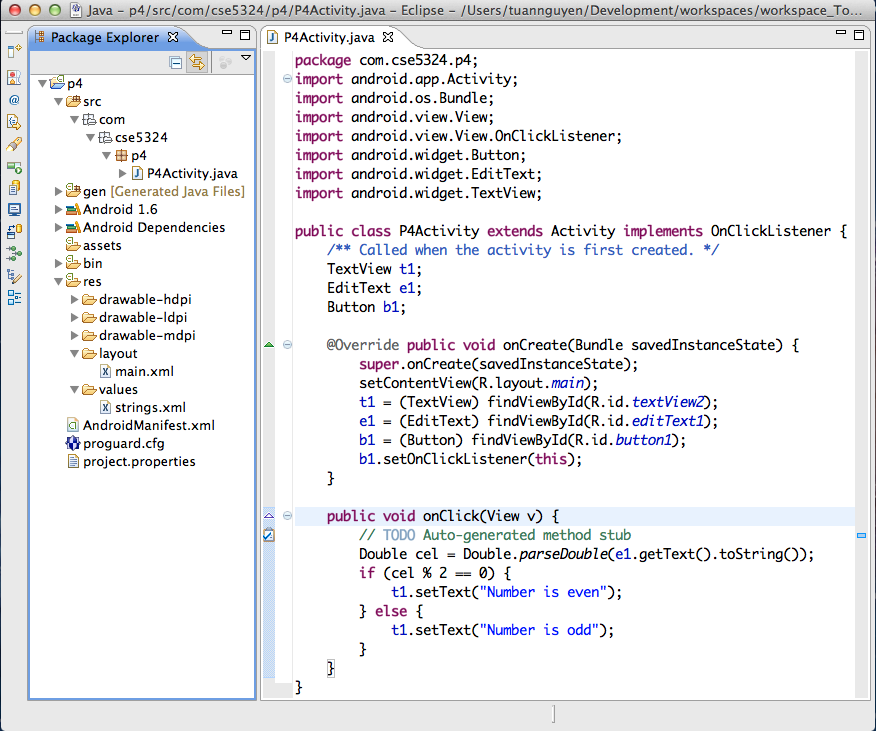 Java – p4/src/com/cse5324/p4/P4Activity.java – Eclipse – /Users/tuannguyen/Development/workspaces/workspace_To...
Package Explorer
p4
src
com
cse5324
p4
P4Activity.java
gen [Generated Java Files]
Android 1.6
Android Dependencies
assets
bin
res
drawable-hdpi
drawable-ldpi
drawable-mdpi
layout
main.xml
values
strings.xml
AndroidManifest.xml
proguard.cfg
project.properties
P4Activity.java
package com.cse5324.p4;
import android.app.Activity;
import android.os.Bundle;
import android.view.View;
import android.view.View.OnClickListener;
import android.widget.Button;
import android.widget.EditText;
import android.widget.TextView;
public class P4Activity extends Activity implements OnClickListener {
/** Called when the activity is first created. */
TextView t1;
EditText e1;
Button b1;
@Override public void onCreate(Bundle savedInstanceState) {
super.onCreate(savedInstanceState);
setContentView(R.layout.main);
t1 = (TextView) findViewById(R.id.textView2);
e1 = (EditText) findViewById(R.id.editText1);
b1 = (Button) findViewById(R.id.button1);
b1.setOnClickListener(this);
}
public void onClick(View v) {
// TODO Auto-generated method stub
Double cel = Double.parseDouble(e1.getText().toString());
if (cel % 2 == 0) {
t1.setText("Number is even");
} else {
t1.setText("Number is odd");
}
}
}